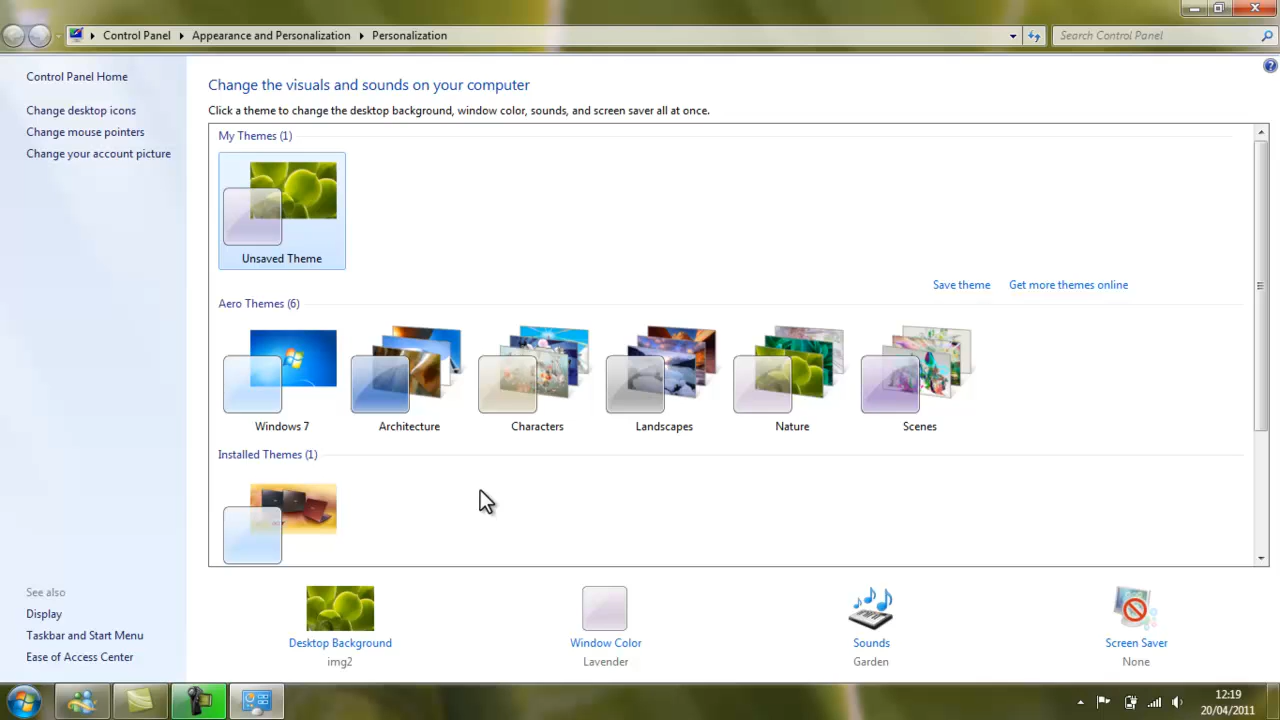 Control Panel
Appearance and Personalization
Personalization
Search Control Panel
Control Panel Home
Change desktop icons
Change mouse pointers
Change your account picture
Change the visuals and sounds on your computer
Click a theme to change the desktop background, window color, sounds, and screen saver all at once.
My Themes (1)
Unsaved Theme
Save theme
Get more themes online
Aero Themes (6)
Windows 7
Architecture
Characters
Landscapes
Nature
Scenes
Installed Themes (1)
See also
Display
Taskbar and Start Menu
Ease of Access Center
Desktop Background
img2
Window Color
Lavender
Sounds
Garden
Screen Saver
None
12:19
20/04/2011